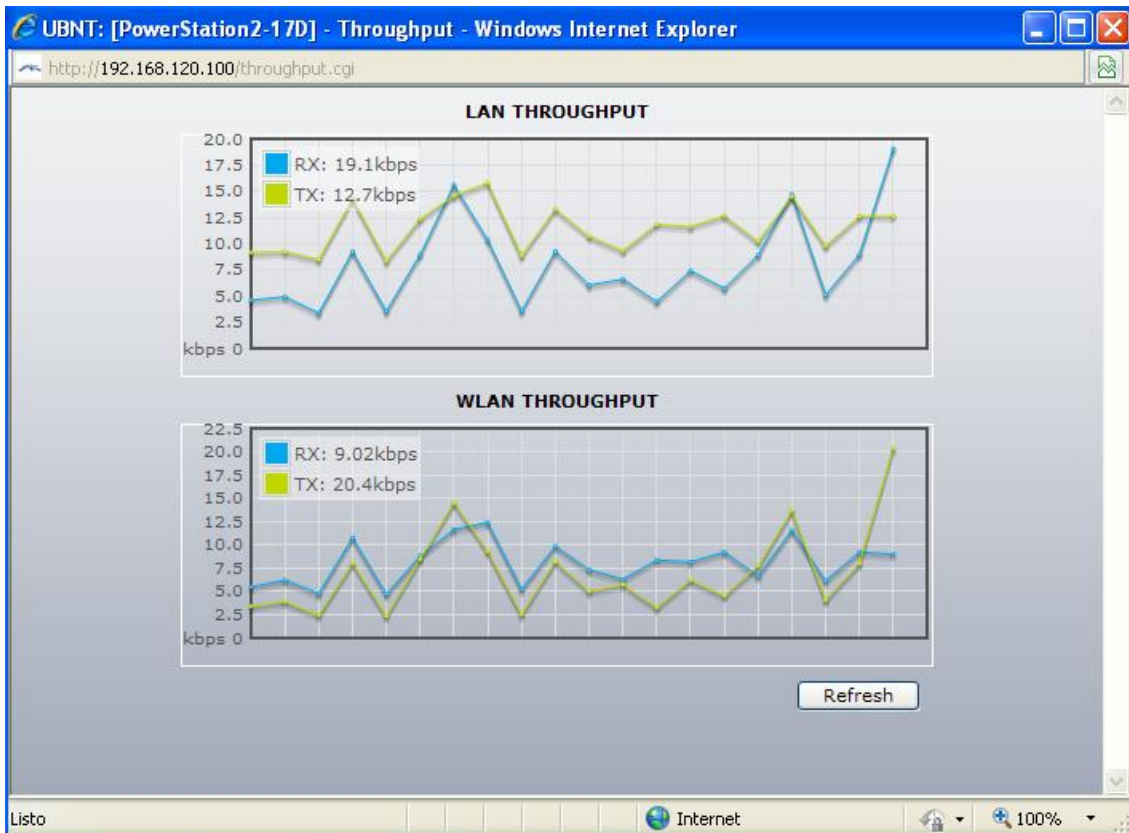 UBNT: [PowerStation2-17D] - Throughput - Windows Internet Explorer
http://192.168.120.100/throughput.cgi
LAN THROUGHPUT
20.0
17.5
15.0
12.5
10.0
7.5
5.0
2.5
kbps 0
RX: 19.1kbps
TX: 12.7kbps
WLAN THROUGHPUT
22.5
20.0
17.5
15.0
12.5
10.0
7.5
5.0
2.5
kbps 0
RX: 9.02kbps
TX: 20.4kbps
Refresh
Listo
Internet
100%